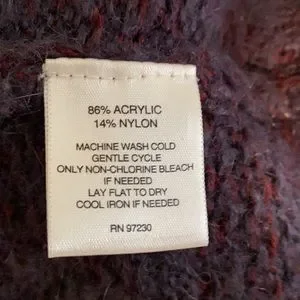 86% ACRYLIC
14% NYLON
MACHINE WASH COLD
GENTLE CYCLE
ONLY NON-CHLORINE BLEACH
IF NEEDED
LAY FLAT TO DRY
COOL IRON IF NEEDED
RN 97230